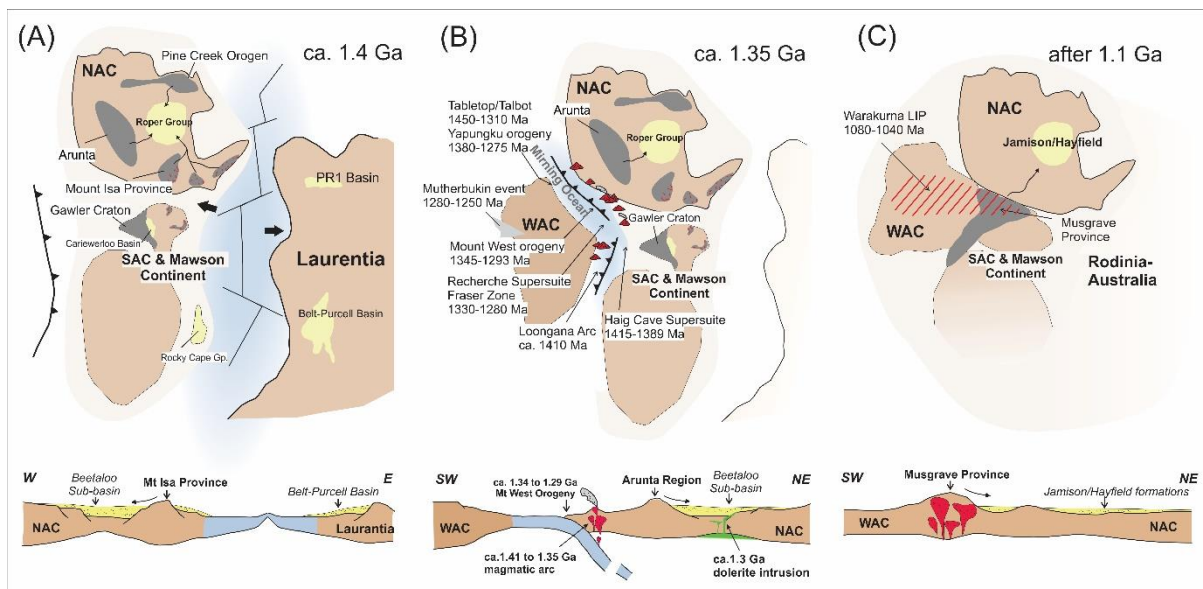 (A)
ca. 1.4 Ga
Pine Creek Orogen
NAC
Roper Group
Arunta
Mount Isa Province
Gawler Craton
Cariewerloo Basin
SAC & Mawson
Continent
PR1 Basin
Laurentia
Belt-Purcell Basin
Rocky Cape Gp.
W
E
Beetaloo
Sub-basin
Mt Isa Province
Belt-Purcell Basin
NAC
Laurentia
(B)
ca. 1.35 Ga
NAC
Tabletop/Talbot
1450-1310 Ma
Yapungku orogeny
1380-1275 Ma
Arunta
Roper Group
Mirning Ocean
Mutherbukin event
1280-1250 Ma
WAC
Gawler Craton
Mount West orogeny
1345-1293 Ma
SAC & Mawson
Continent
Recherche Supersuite
Fraser Zone
1330-1280 Ma
Haig Cave Supersuite
1415-1389 Ma
Loongana Arc
ca. 1410 Ma
SW
NE
ca. 1.34 to 1.29 Ga
Mt West Orogeny
Arunta Region
Beetaloo
Sub-basin
WAC
NAC
ca.1.41 to 1.35 Ga
magmatic arc
ca.1.3 Ga
dolerite intrusion
(C)
after 1.1 Ga
NAC
Warakurna LIP
1080-1040 Ma
Jamison/Hayfield
WAC
Musgrave
Province
SAC & Mawson
Continent
Rodinia-
Australia
SW
NE
Musgrave Province
Jamison/Hayfield formations
WAC
NAC